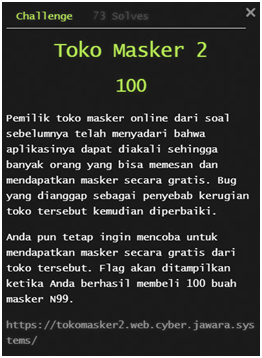 Challenge 73 Solves ×
Toko Masker 2
100
Pemilik toko masker online dari soal
sebelumnya telah menyadari bahwa
aplikasinya dapat diakali sehingga
banyak orang yang bisa memesan dan
mendapatkan masker secara gratis. Bug
yang dianggap sebagai penyebab kerugian
toko tersebut kemudian diperbaiki.
Anda pun tetap ingin mencoba untuk
mendapatkan masker secara gratis dari
toko tersebut. Flag akan ditampilkan
ketika Anda berhasil membeli 100 buah
masker N99.
https://tokomasker2.web.cyber.jawara.sys
tems/